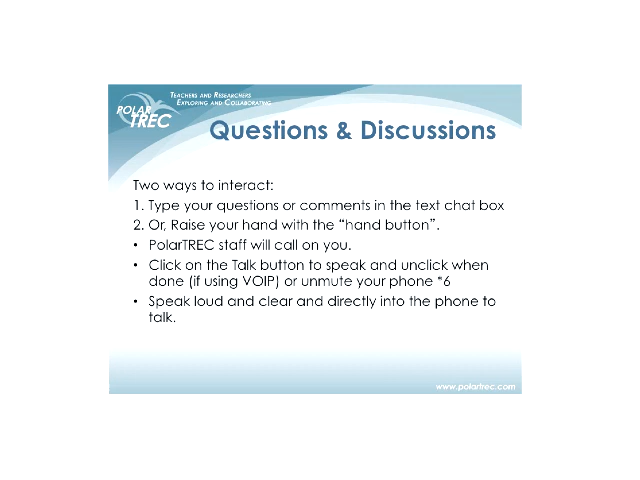 Teachers and Researchers
Exploring and Collaborating
POLAR
TREC
Questions & Discussions
Two ways to interact:
1. Type your questions or comments in the text chat box
2. Or, Raise your hand with the “hand button”.
• PolarTREC staff will call on you.
• Click on the Talk button to speak and unclick when
done (if using VOIP) or unmute your phone *6
• Speak loud and clear and directly into the phone to
talk.
www.polartrec.com